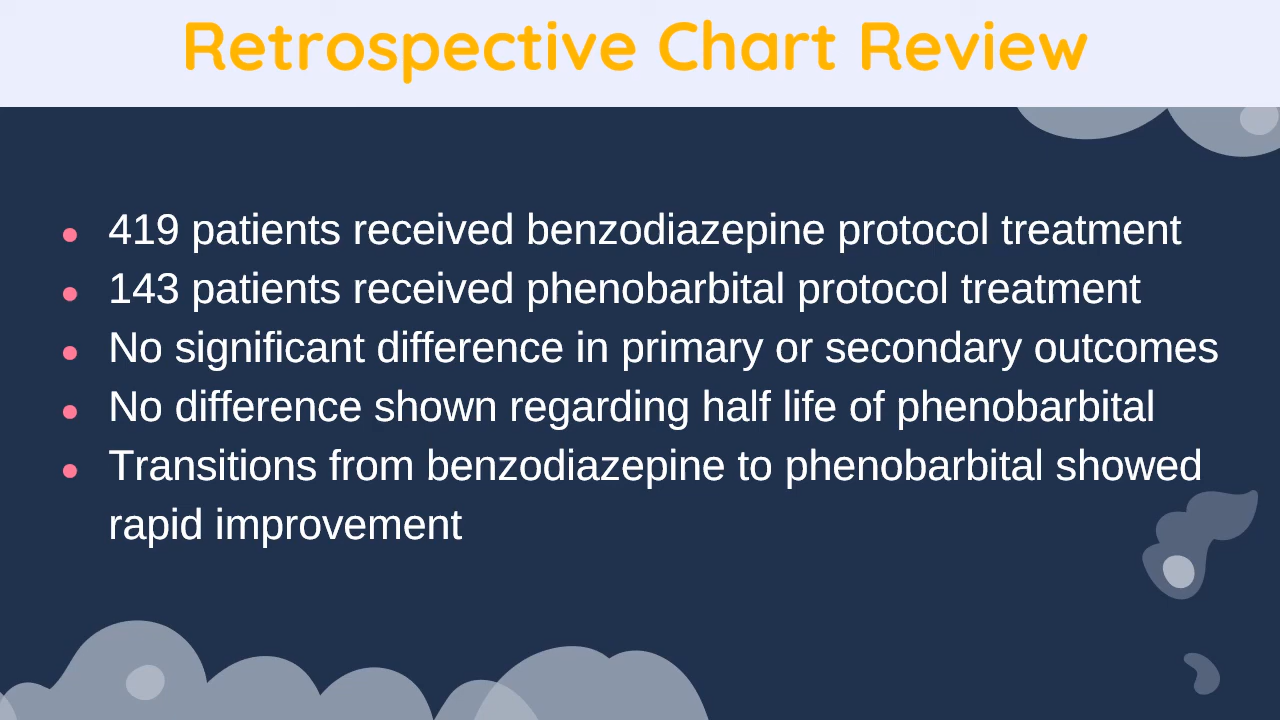 Retrospective Chart Review
• 419 patients received benzodiazepine protocol treatment
• 143 patients received phenobarbital protocol treatment
• No significant difference in primary or secondary outcomes
• No difference shown regarding half life of phenobarbital
• Transitions from benzodiazepine to phenobarbital showed
rapid improvement